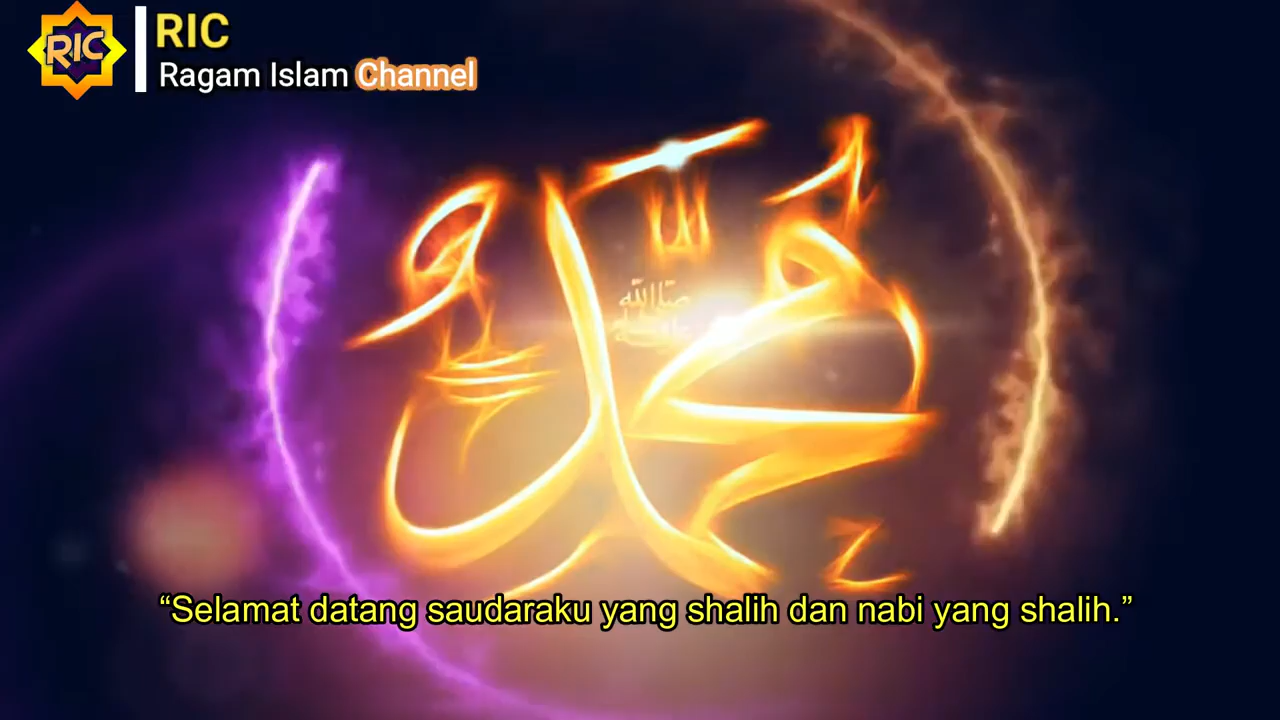 RIC
RIC
Ragam Islam Channel
محمد
صلى الله
عليه وسلم
“Selamat datang saudaraku yang shalih dan nabi yang shalih.”